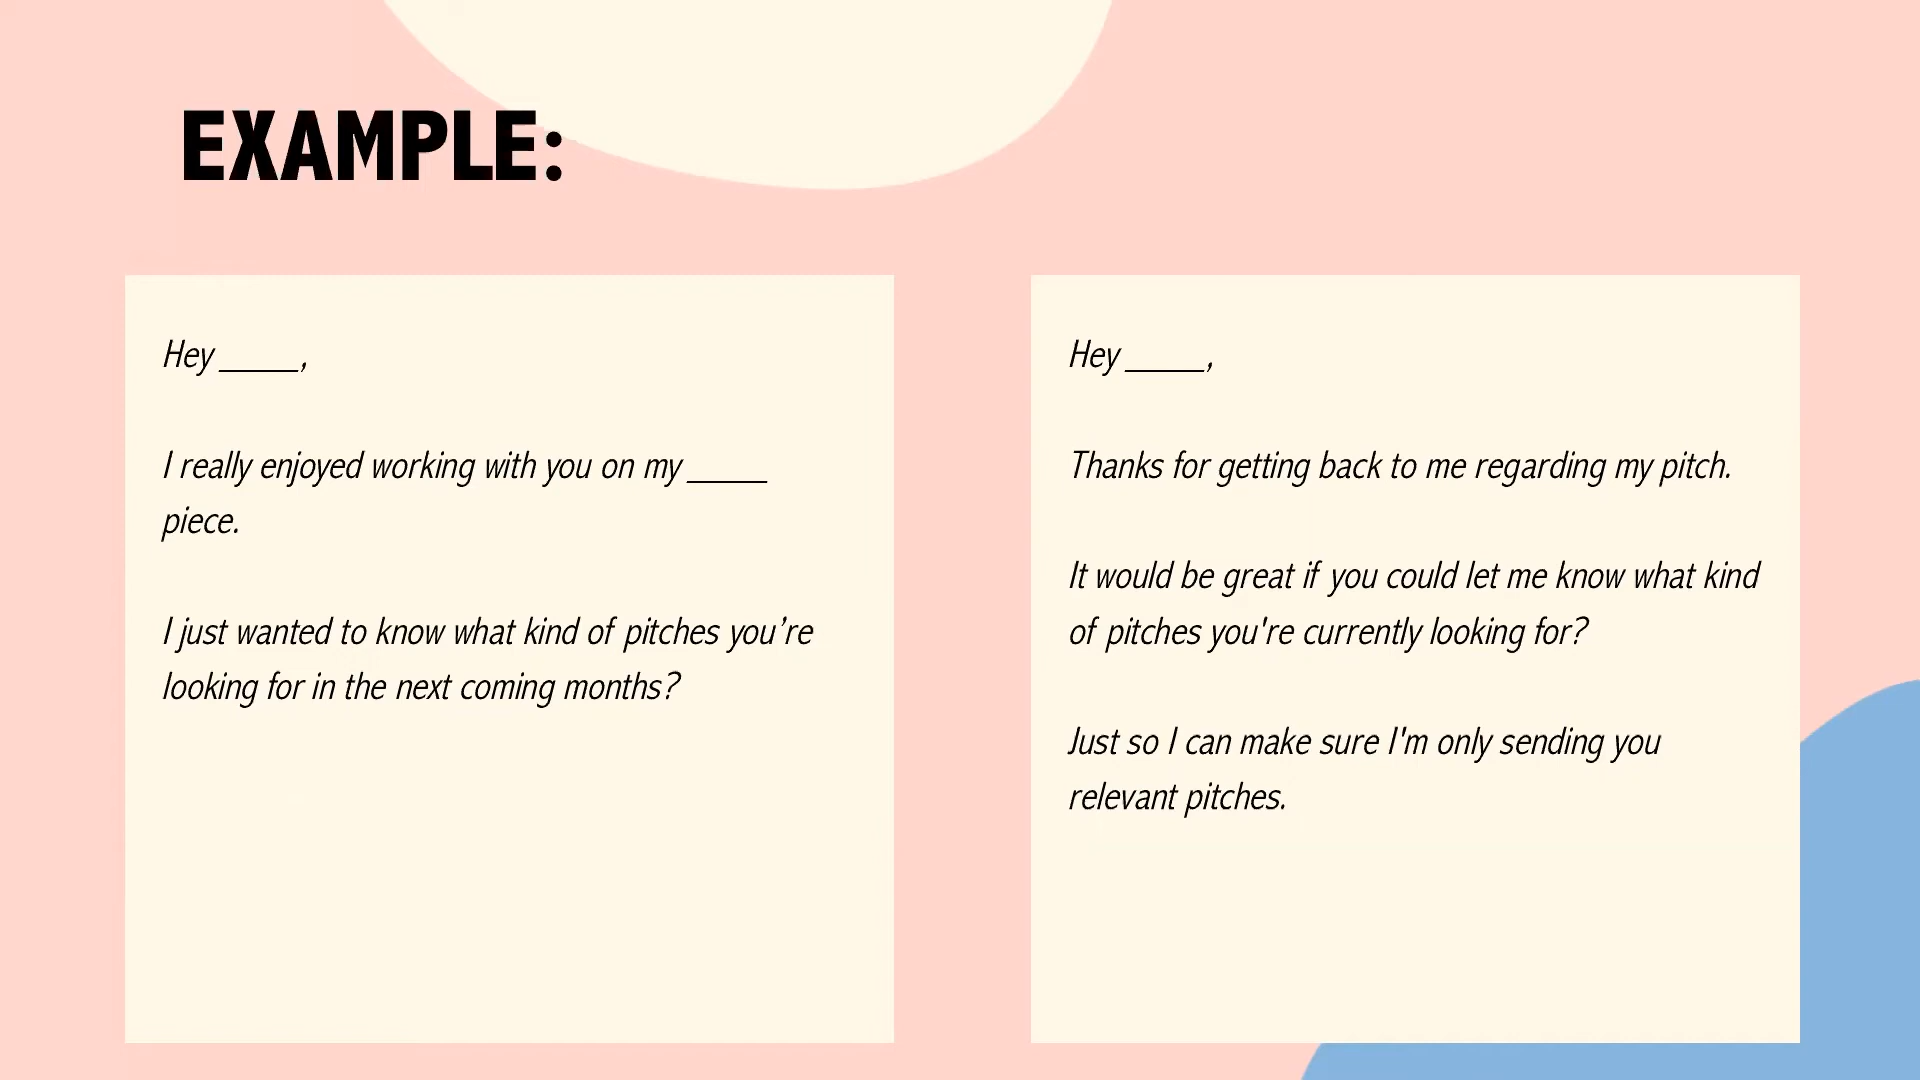 EXAMPLE:
Hey _____,
I really enjoyed working with you on my _____
piece.
I just wanted to know what kind of pitches you’re
looking for in the next coming months?
Hey _____,
Thanks for getting back to me regarding my pitch.
It would be great if you could let me know what kind
of pitches you're currently looking for?
Just so I can make sure I'm only sending you
relevant pitches.